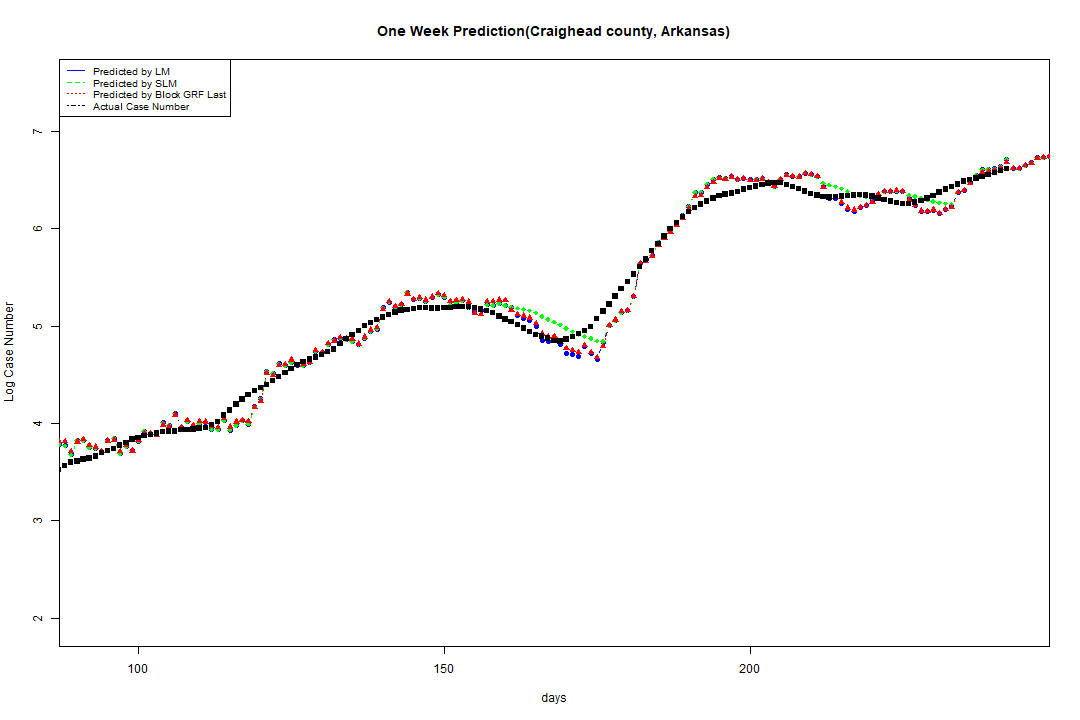 One Week Prediction(Craighead county, Arkansas)
Predicted by LM
Predicted by SLM
Predicted by Block GRF Last
Actual Case Number
7
6
5
4
3
2
Log Case Number
100 150 200
days